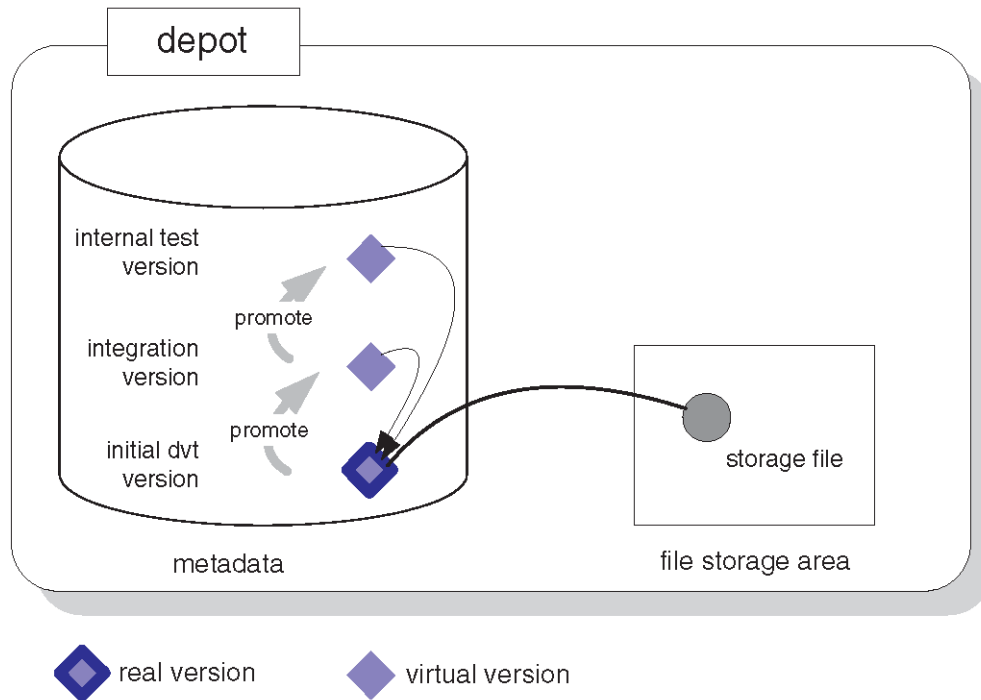 depot
internal test
version
promote
integration
version
promote
initial dvt
version
storage file
metadata
file storage area
real version
virtual version